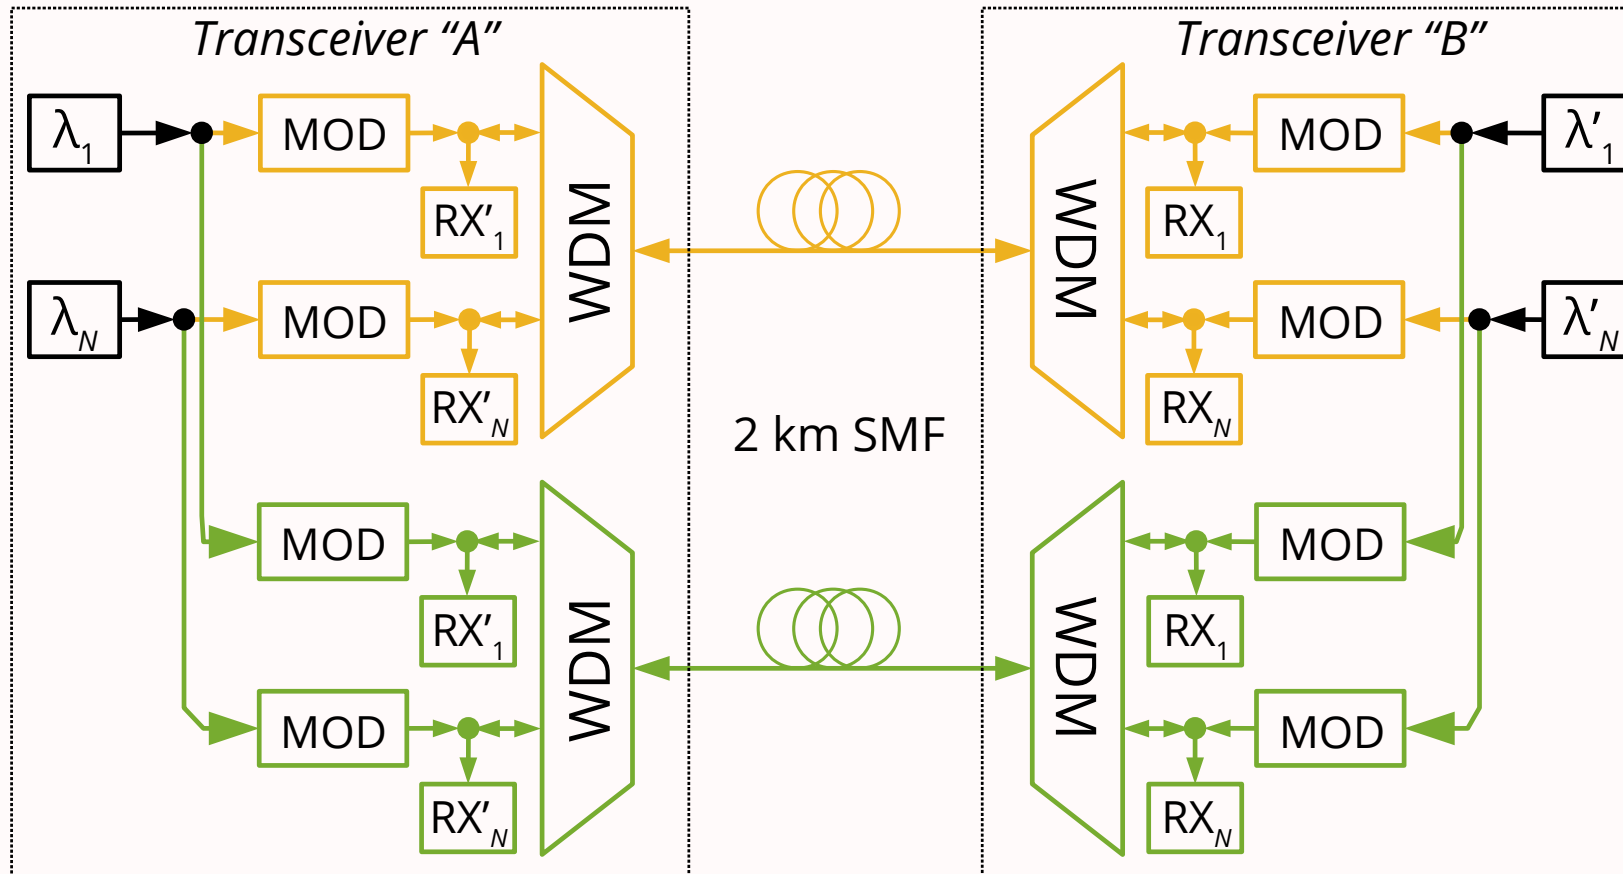 Transceiver “A”
Transceiver “B”
λ1
MOD
RX’1
λN
MOD
RX’N
WDM
WDM
MOD
λ’1
RX1
MOD
λ’N
RXN
2 km SMF
MOD
RX’1
MOD
RX’N
WDM
WDM
MOD
RX1
MOD
RXN